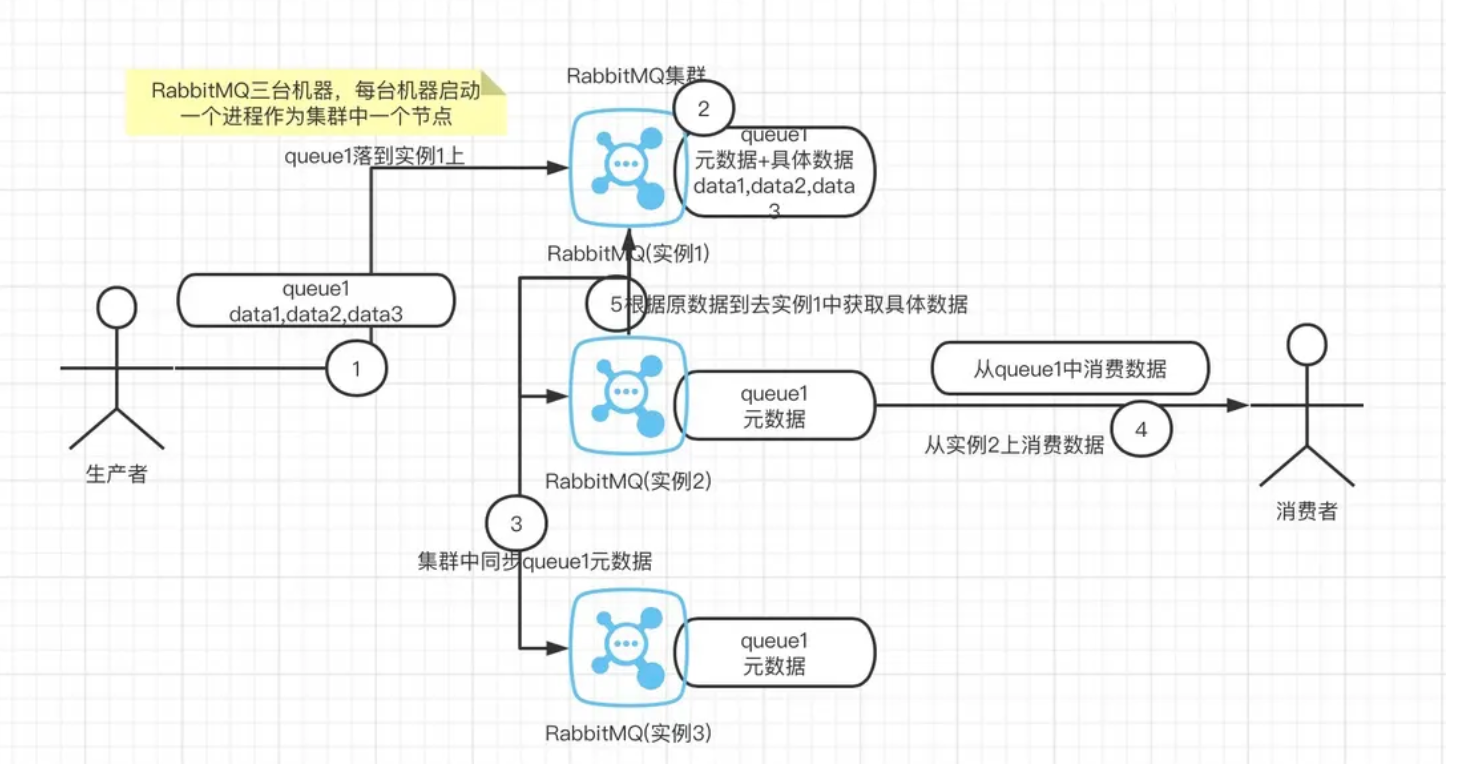 RabbitMQ三台机器，每台机器启动
一个进程作为集群中一个节点
RabbitMQ集群
2
queue1
元数据+具体数据
data1,data2,data
3
queue1落到实例1上
RabbitMQ(实例1)
queue1
data1,data2,data3
1
生产者
5根据原数据到去实例1中获取具体数据
queue1
元数据
RabbitMQ(实例2)
从queue1中消费数据
4
从实例2上消费数据
消费者
3
集群中同步queue1元数据
queue1
元数据
RabbitMQ(实例3)